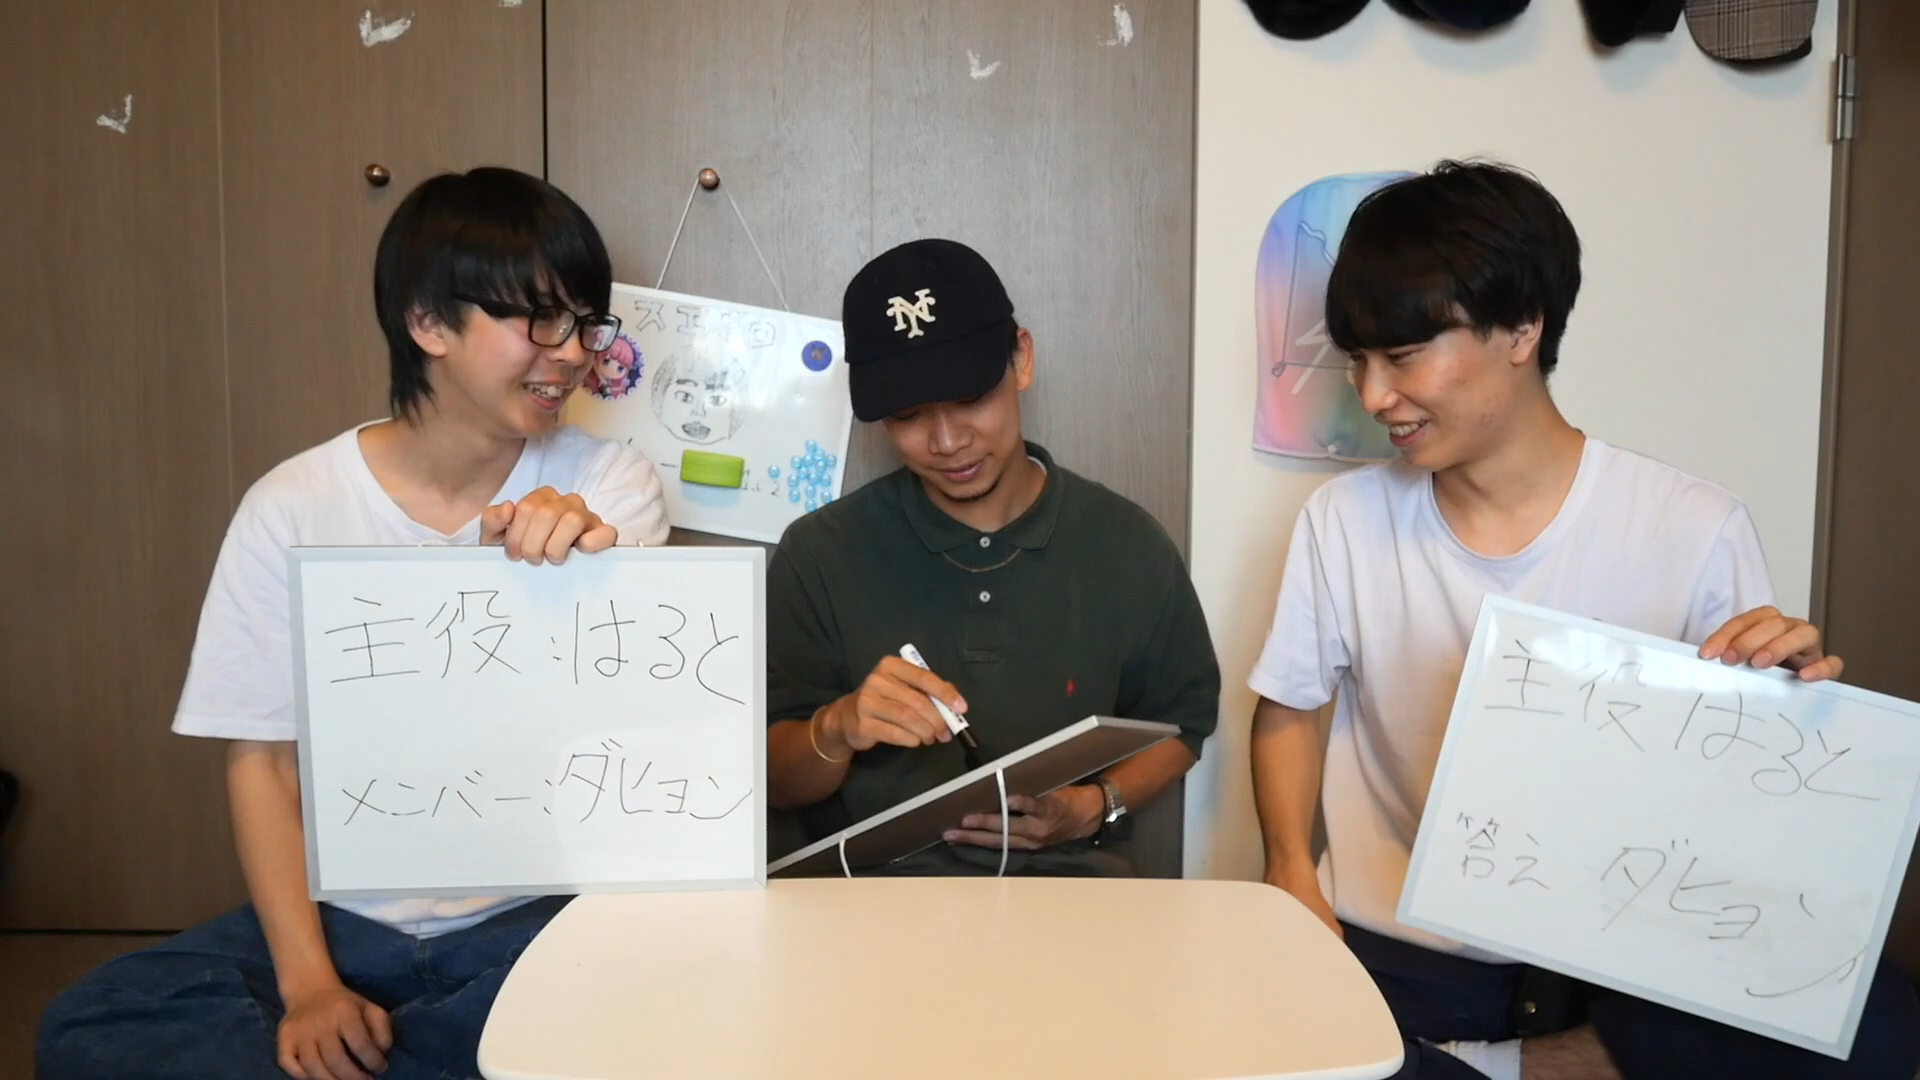 主役:はると
メンバー:ダヒョン
NY
主役 はると
答え ダヒョン